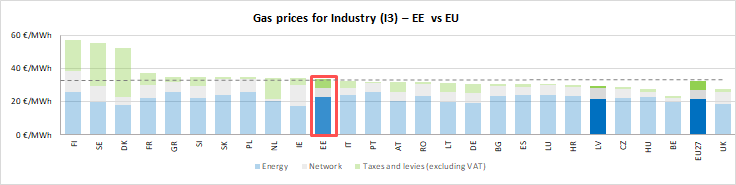 Gas prices for Industry (I3) – EE vs EU
60 €/MWh
40 €/MWh
20 €/MWh
0 €/MWh
FI SE DK FR GR SI SK PL NL IE EE IT PT AT RO LT DE BG ES LU HR LV CZ HU BE EU27 UK
Energy Network Taxes and levies (excluding VAT)